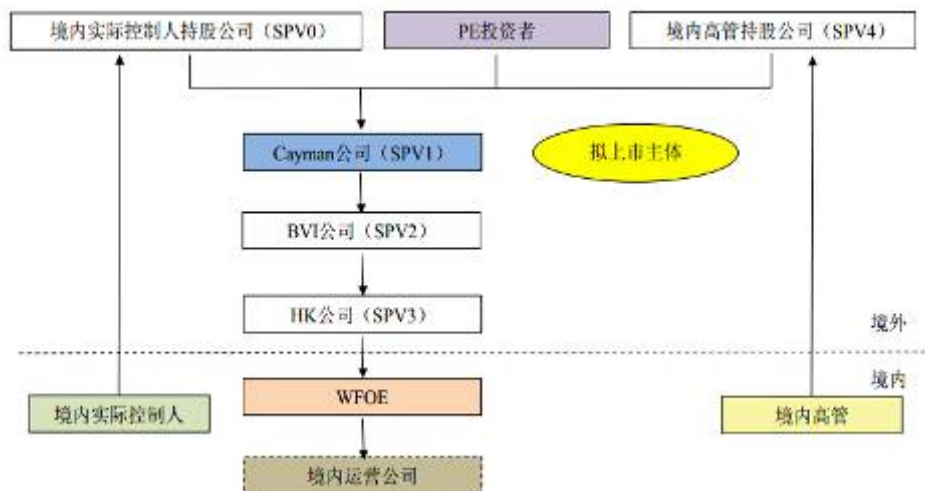 境内实际控制人持股公司（SPV0）
PE投资者
境内高管持股公司（SPV4）
Cayman公司（SPV1）
拟上市主体
BVI公司（SPV2）
HK公司（SPV3）
境外
境内
WFOE
境内实际控制人
境内高管
境内运营公司